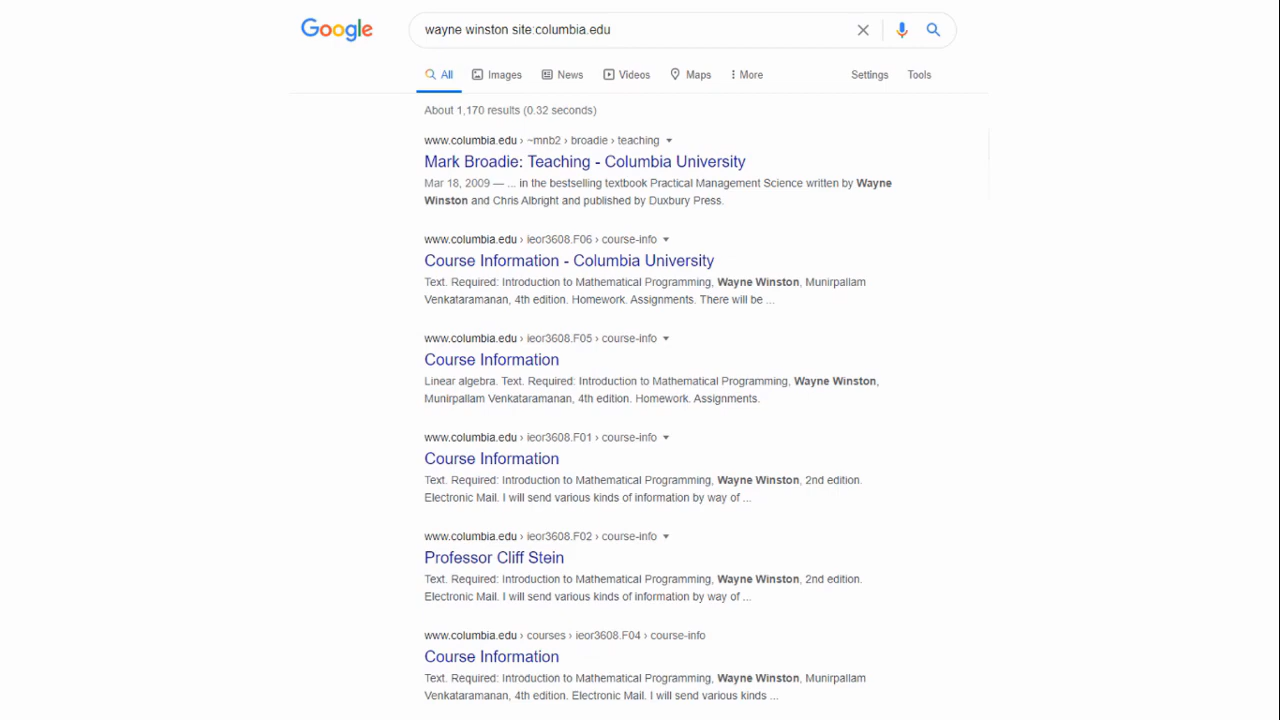 Google
wayne winston site:columbia.edu
All Images News Videos Maps More Settings Tools
About 1,170 results (0.32 seconds)
www.columbia.edu › ~mnb2 › broadie › teaching
Mark Broadie: Teaching - Columbia University
Mar 18, 2009 — ... in the bestselling textbook Practical Management Science written by Wayne
Winston and Chris Albright and published by Duxbury Press.
www.columbia.edu › ieor3608.F06 › course-info
Course Information - Columbia University
Text. Required: Introduction to Mathematical Programming, Wayne Winston, Munirpallam
Venkataramanan, 4th edition. Homework. Assignments. There will be ...
www.columbia.edu › ieor3608.F05 › course-info
Course Information
Linear algebra. Text. Required: Introduction to Mathematical Programming, Wayne Winston,
Munirpallam Venkataramanan, 4th edition. Homework. Assignments.
www.columbia.edu › ieor3608.F01 › course-info
Course Information
Text. Required: Introduction to Mathematical Programming, Wayne Winston, 2nd edition.
Electronic Mail. I will send various kinds of information by way of ...
www.columbia.edu › ieor3608.F02 › course-info
Professor Cliff Stein
Text. Required: Introduction to Mathematical Programming, Wayne Winston, 2nd edition.
Electronic Mail. I will send various kinds of information by way of ...
www.columbia.edu › courses › ieor3608.F04 › course-info
Course Information
Text. Required: Introduction to Mathematical Programming, Wayne Winston, Munirpallam
Venkataramanan, 4th edition. Electronic Mail. I will send various kinds ...